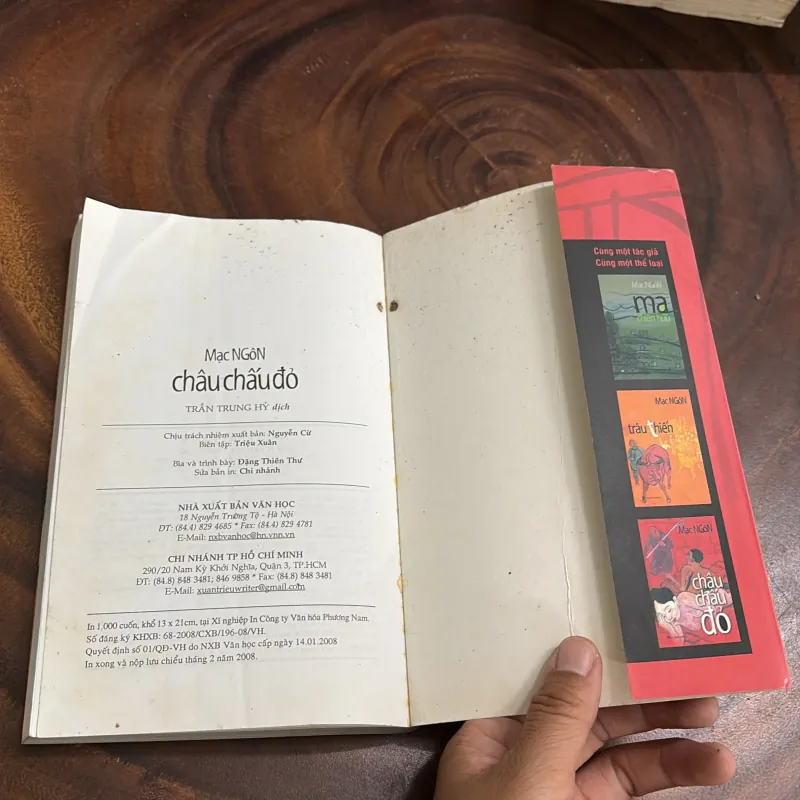 Mạc NGôN
châu chấu đỏ
TRẦN TRUNG HỶ dịch
Chịu trách nhiệm xuất bản: Nguyễn Cừ
Biên tập: Triệu Xuân
Bìa và trình bày: Đặng Thiên Thư
Sửa bản in: Chi nhánh
NHÀ XUẤT BẢN VĂN HỌC
18 Nguyễn Trường Tộ - Hà Nội
ĐT: (84.4) 829 4685 * Fax: (84.4) 829 4781
E-Mail: nxbvanhoc@hn.vnn.vn
CHI NHÁNH TP HỒ CHÍ MINH
290/20 Nam Kỳ Khởi Nghĩa, Quận 3, TP.HCM
ĐT: (84.8) 848 3481; 846 9858 * Fax: (84.8) 848 3481
E-Mail: xuantrieuwriter@gmail.com
In 1.000 cuốn, khổ 13 x 21cm, tại Xí nghiệp In Công ty Văn hóa Phương Nam.
Số đăng ký KHXB: 68-2008/CXB/196-08/VH.
Quyết định số 01/QĐ-VH do NXB Văn học cấp ngày 14.01.2008
In xong và nộp lưu chiểu tháng 2 năm 2008.
Cùng một tác giả
Cùng một thể loại
Mạc NGôN
ma
chiến hữu
Mạc NGôN
trâu thiến
Mạc NGôN
châu
chấu
đỏ